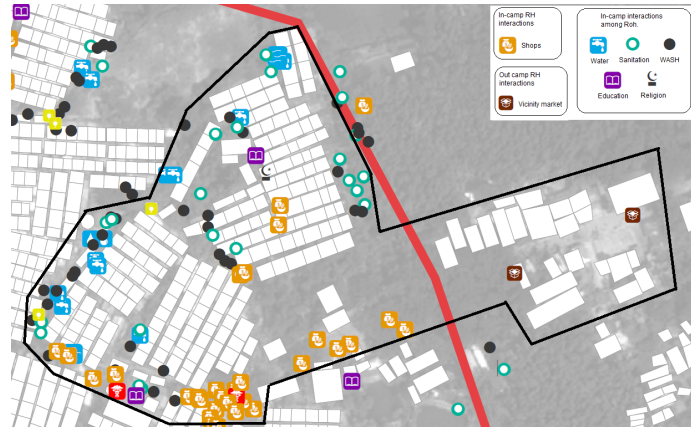 In-camp RH
interactions
Shops
Out camp RH
interactions
Vicinity market
In-camp interactions
among Roh.
Water
Sanitation
WASH
Education
Religion